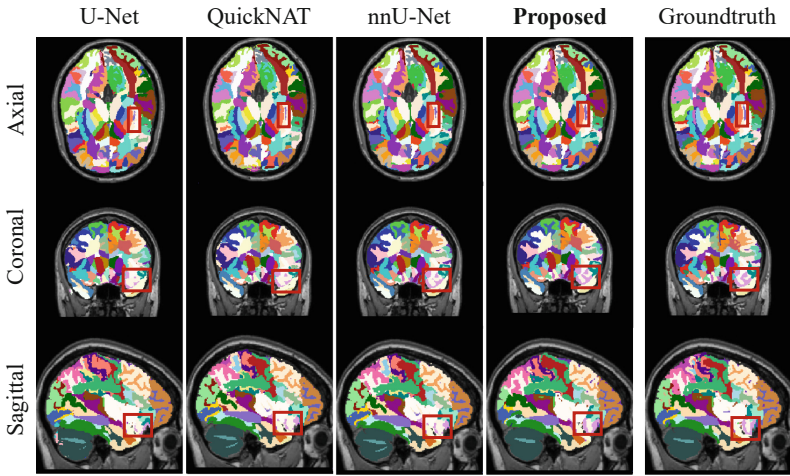 U-Net QuickNAT nnU-Net Proposed Groundtruth
Axial
Coronal
Sagittal